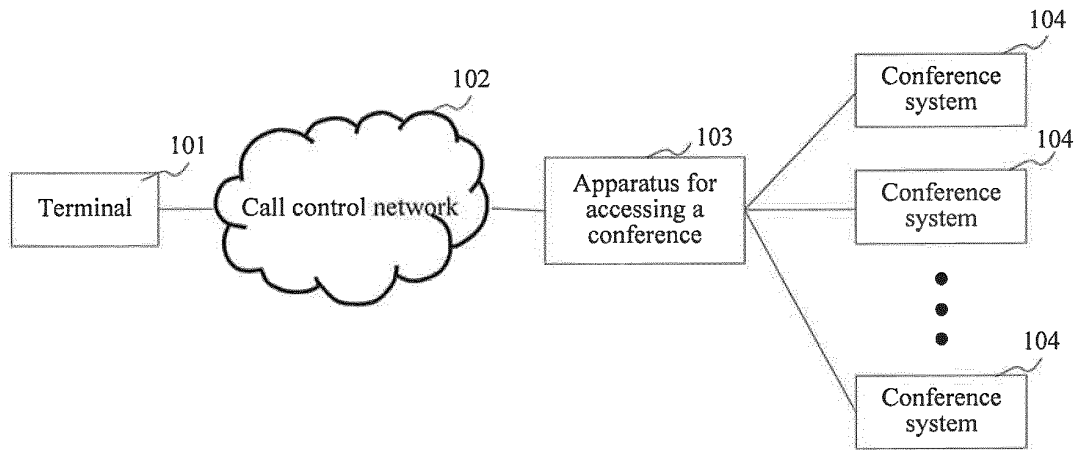 101
Terminal
102
Call control network
103
Apparatus for
accessing a
conference
104
Conference
system
104
Conference
system
104
Conference
system